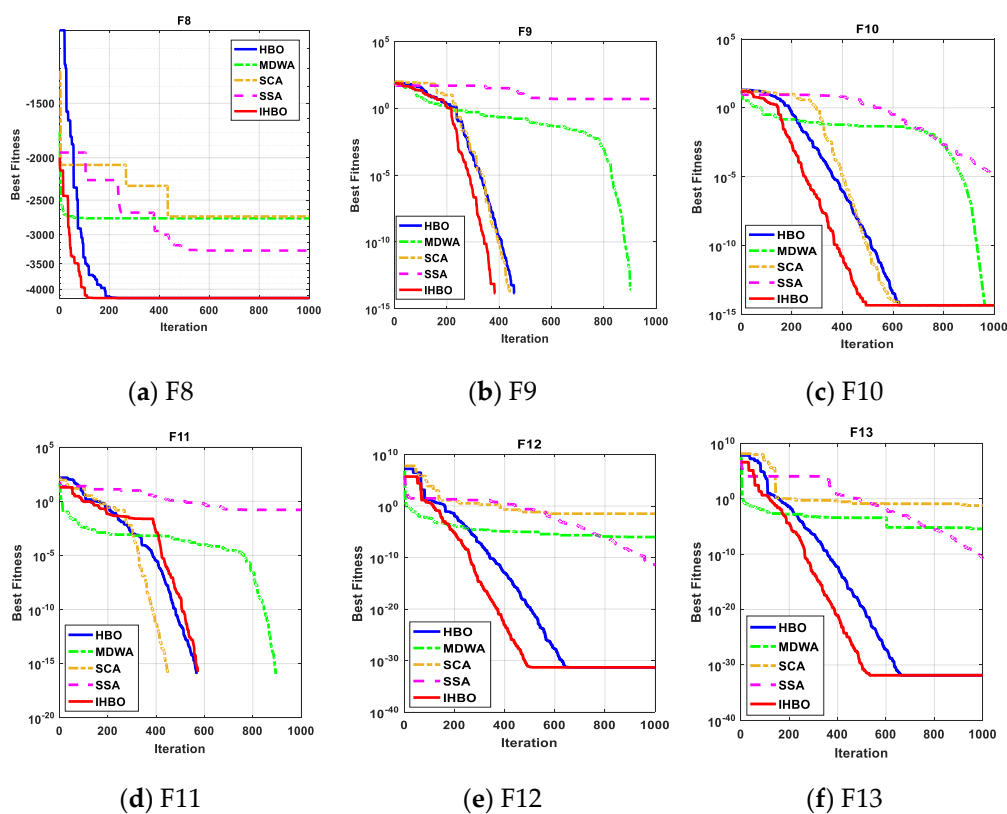 F8
Best Fitness
-1500
-2000
-2500
-3000
-3500
-4000
HBO
MDWA
SCA
SSA
IHBO
0 200 400 600 800 1000
Iteration
(a) F8
F9
Best Fitness
10^5
10^0
10^-5
10^-10
10^-15
HBO
MDWA
SCA
SSA
IHBO
0 200 400 600 800 1000
Iteration
(b) F9
F10
Best Fitness
10^5
10^0
10^-5
10^-10
10^-15
HBO
MDWA
SCA
SSA
IHBO
0 200 400 600 800 1000
Iteration
(c) F10
F11
Best Fitness
10^5
10^0
10^-5
10^-10
10^-15
10^-20
HBO
MDWA
SCA
SSA
IHBO
0 200 400 600 800 1000
Iteration
(d) F11
F12
Best Fitness
10^10
10^0
10^-10
10^-20
10^-30
10^-40
HBO
MDWA
SCA
SSA
IHBO
0 200 400 600 800 1000
Iteration
(e) F12
F13
Best Fitness
10^10
10^0
10^-10
10^-20
10^-30
10^-40
HBO
MDWA
SCA
SSA
IHBO
0 200 400 600 800 1000
Iteration
(f) F13